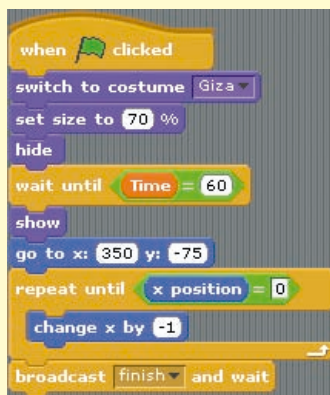 when clicked
switch to costume Giza
set size to 70 %
hide
wait until Time = 60
show
go to x: 350 y: -75
repeat until x position = 0
change x by -1
broadcast finish and wait